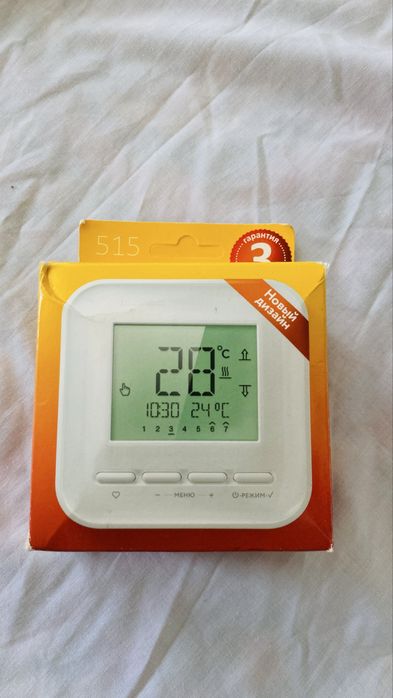 515
гарантия
3
Новый
дизайн
28°C
10:30 24°C
1 2 3 4 5 6 7
– МЕНЮ +
РЕЖИМ